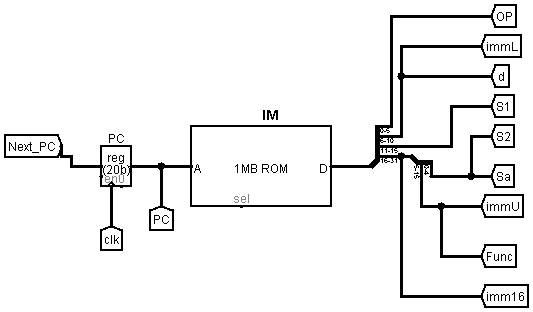 OP
immL
d
S1
S2
Sa
immU
Func
imm16
IM
PC
Next_PC
reg
(20b)
en0
A
1MB ROM
D
sel
PC
clk
0-5
6-10
11-15
16-31